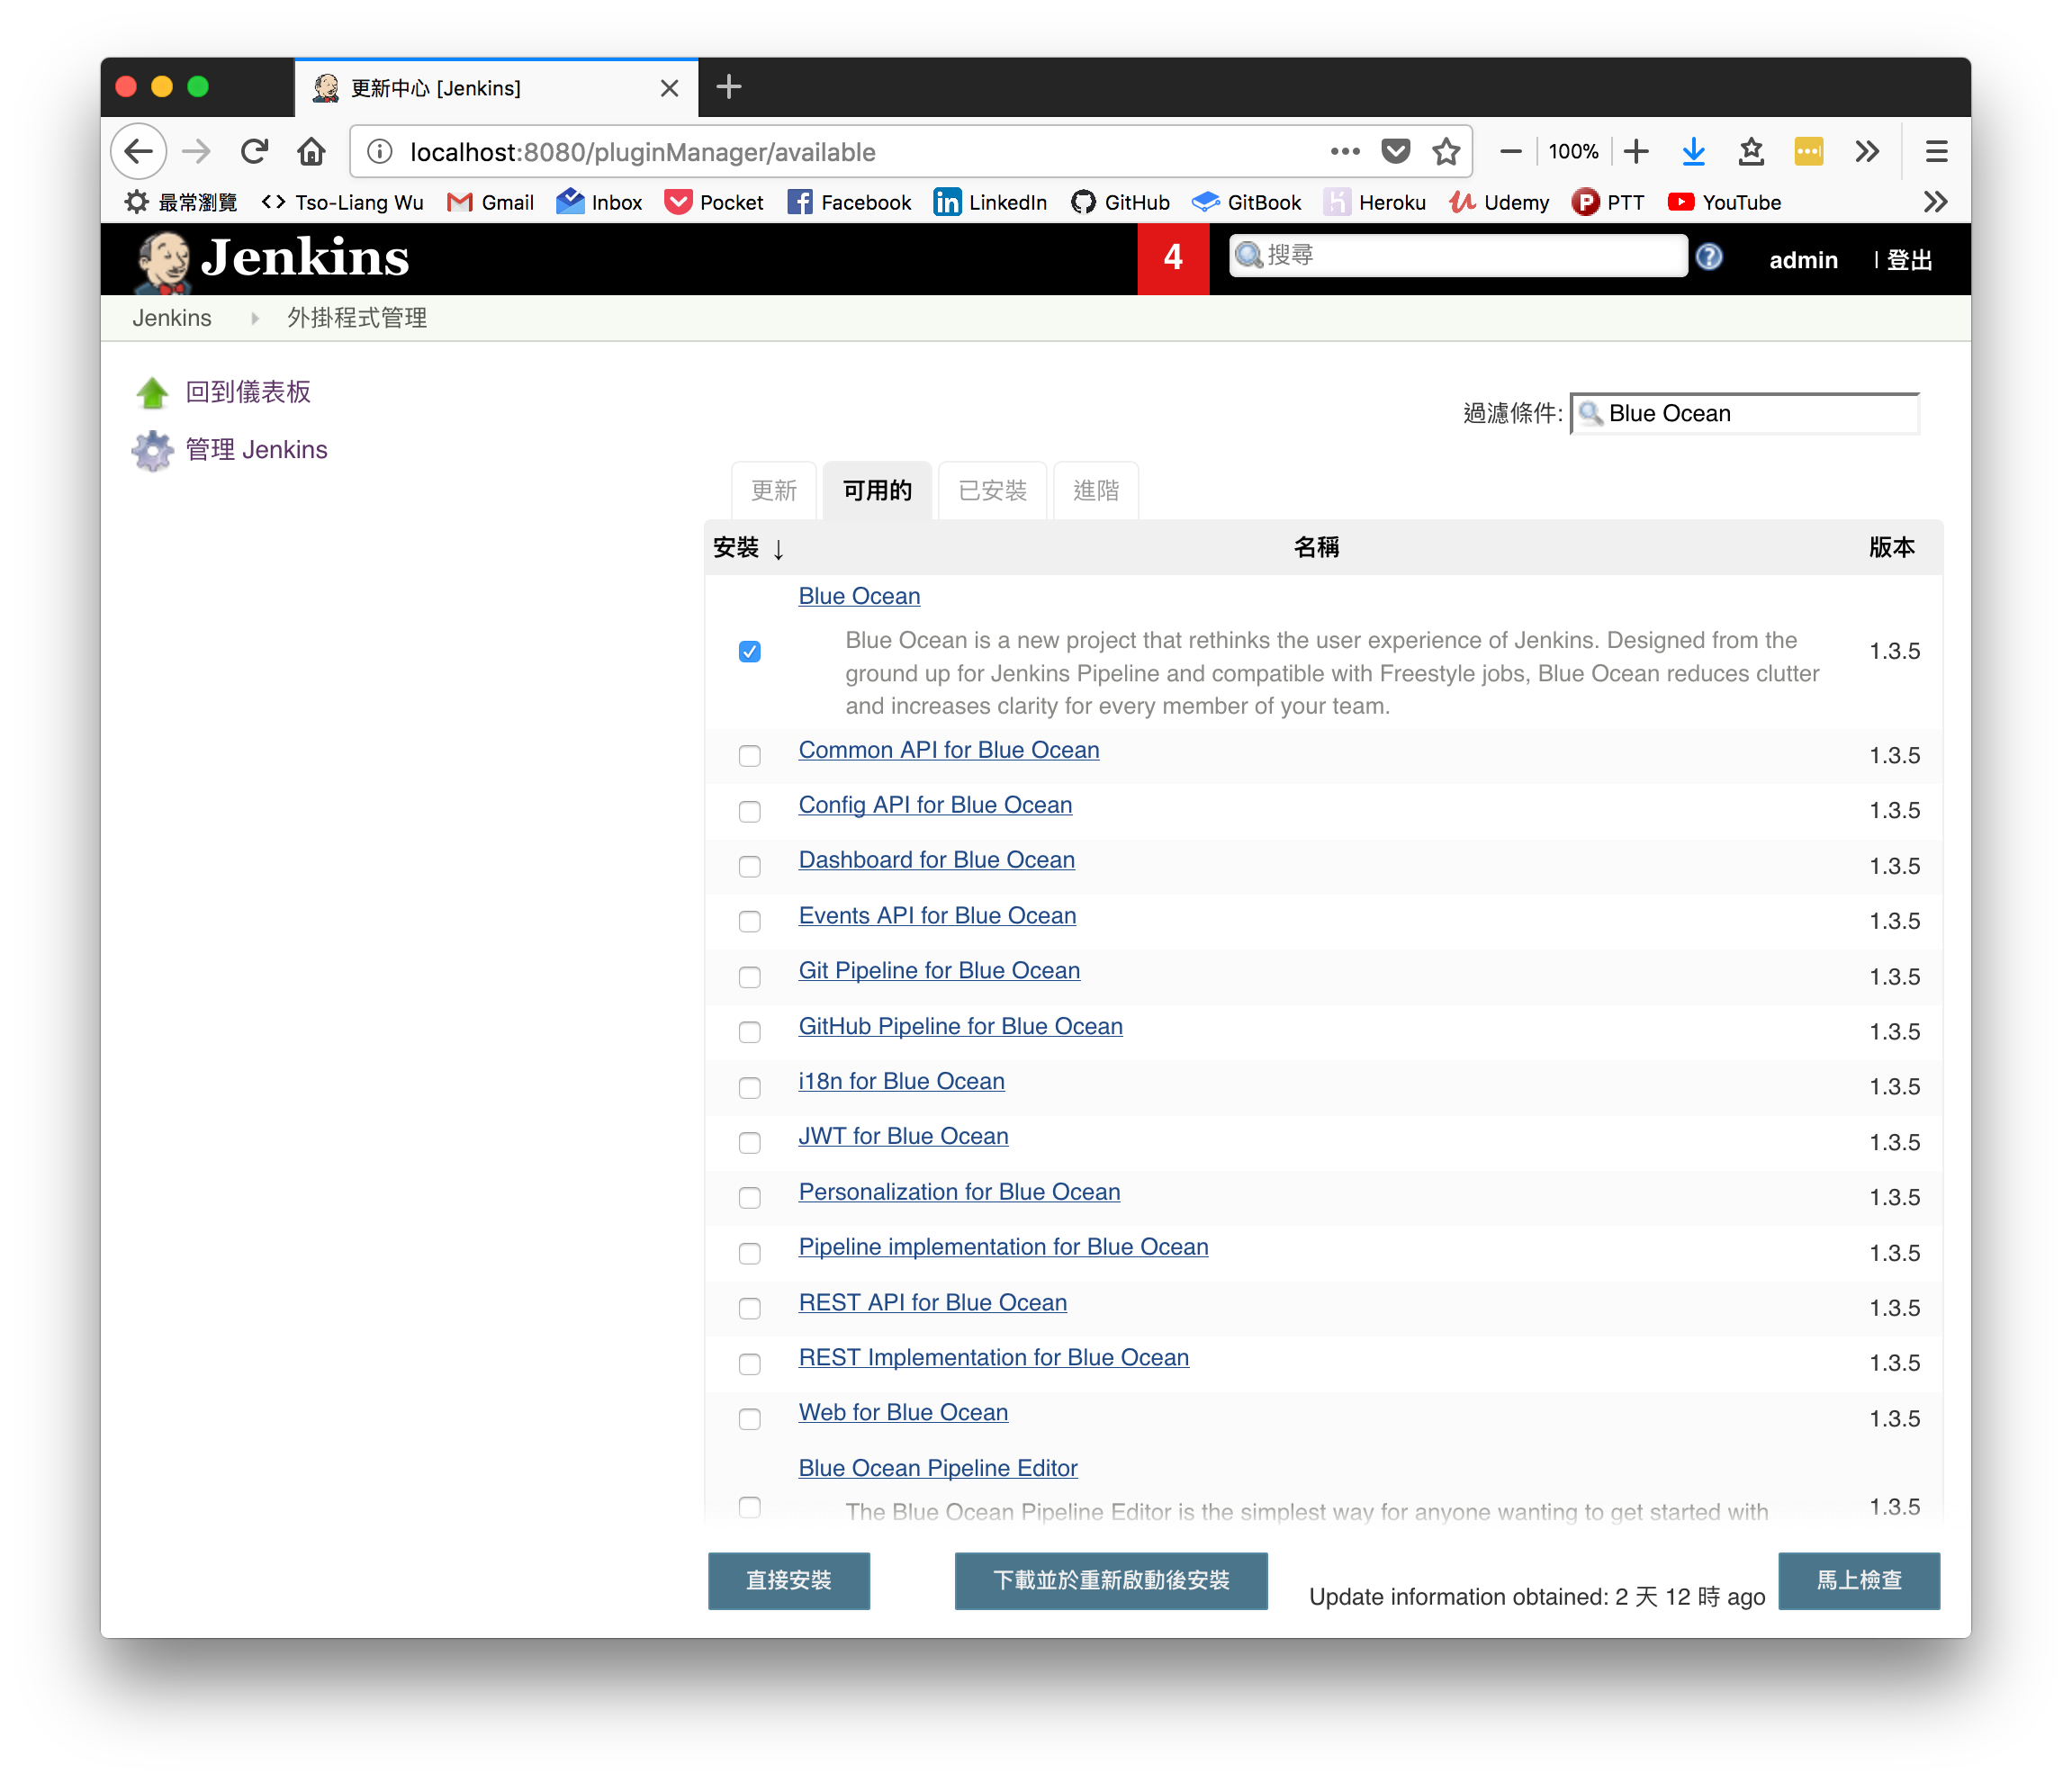 更新中心 [Jenkins]
localhost:8080/pluginManager/available
100%
最常瀏覽 Tso-Liang Wu Gmail Inbox Pocket Facebook LinkedIn GitHub GitBook Heroku Udemy PTT YouTube
Jenkins
4
搜尋
admin
| 登出
Jenkins
外掛程式管理
回到儀表板
管理 Jenkins
過濾條件: Blue Ocean
更新 可用的 已安裝 進階
安裝 ↓ 名稱 版本
Blue Ocean
Blue Ocean is a new project that rethinks the user experience of Jenkins. Designed from the
ground up for Jenkins Pipeline and compatible with Freestyle jobs, Blue Ocean reduces clutter
and increases clarity for every member of your team.
1.3.5
Common API for Blue Ocean 1.3.5
Config API for Blue Ocean 1.3.5
Dashboard for Blue Ocean 1.3.5
Events API for Blue Ocean 1.3.5
Git Pipeline for Blue Ocean 1.3.5
GitHub Pipeline for Blue Ocean 1.3.5
i18n for Blue Ocean 1.3.5
JWT for Blue Ocean 1.3.5
Personalization for Blue Ocean 1.3.5
Pipeline implementation for Blue Ocean 1.3.5
REST API for Blue Ocean 1.3.5
REST Implementation for Blue Ocean 1.3.5
Web for Blue Ocean 1.3.5
Blue Ocean Pipeline Editor
The Blue Ocean Pipeline Editor is the simplest way for anyone wanting to get started with
1.3.5
直接安裝 下載並於重新啟動後安裝 Update information obtained: 2 天 12 時 ago 馬上檢查